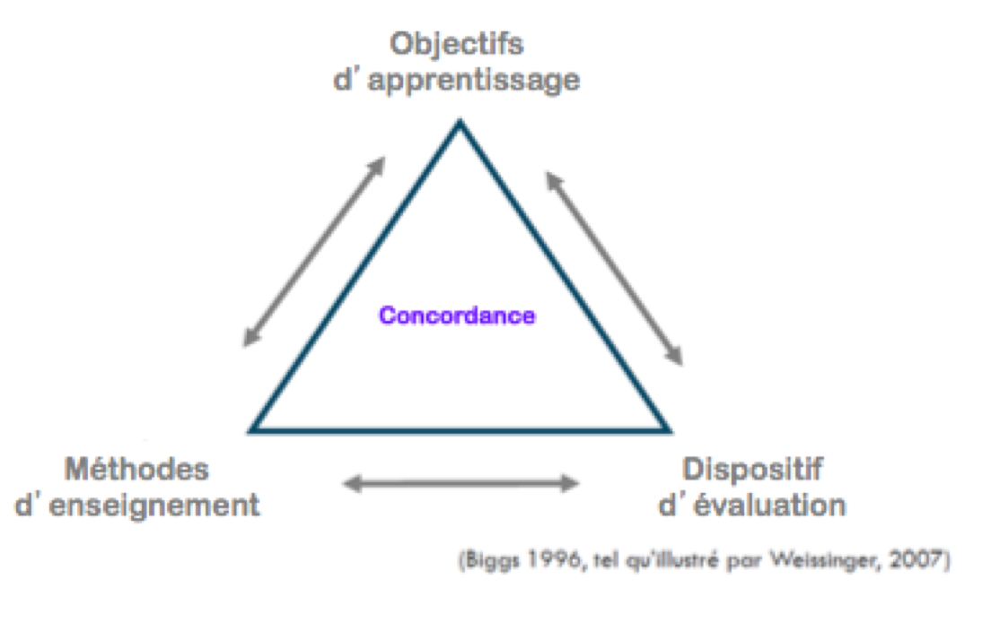 Objectifs
d’ apprentissage
Concordance
Méthodes
d’ enseignement
Dispositif
d’ évaluation
(Biggs 1996, tel qu'illustré par Weissinger, 2007)